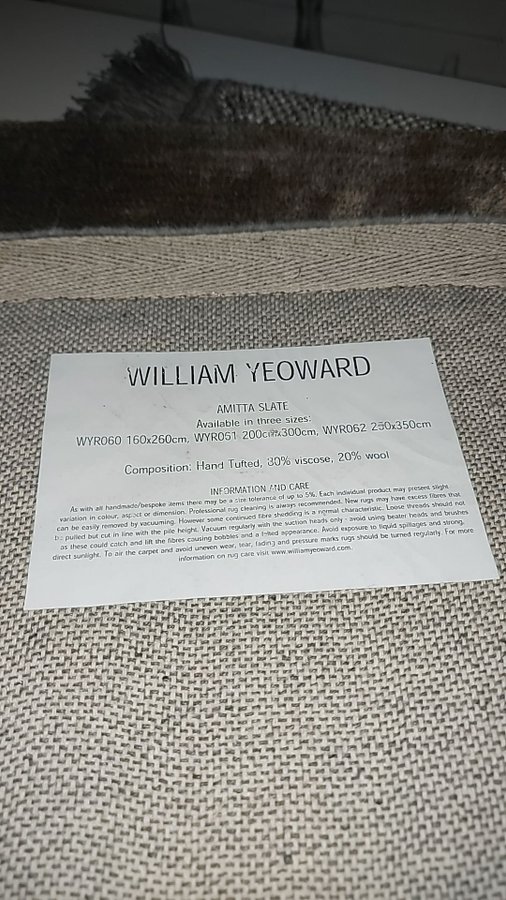 WILLIAM YEOWARD
AMITTA SLATE
Available in three sizes:
WYR060 160x260cm, WYR061 200cmx300cm, WYR062 250x350cm
Composition: Hand Tufted, 80% viscose, 20% wool
INFORMATION AND CARE
As with all handmade/bespoke items there may be a size tolerance of up to 5%. Each individual product may present slight
variation in colour, aspect or dimension. Professional rug cleaning is always recommended. New rugs may have excess fibres that
can be easily removed by vacuuming. However some continued fibre shedding is a normal characteristic. Loose threads should not
be pulled but cut in line with the pile height. Vacuum regularly with the suction heads only - avoid using beater heads and brushes
as these could catch and lift the fibres causing bobbles and a felted appearance. Avoid exposure to liquid spillages and strong,
direct sunlight. To air the carpet and avoid uneven wear, tear, fading and pressure marks rugs should be turned regularly. For more
information on rug care visit www.williamyeoward.com.